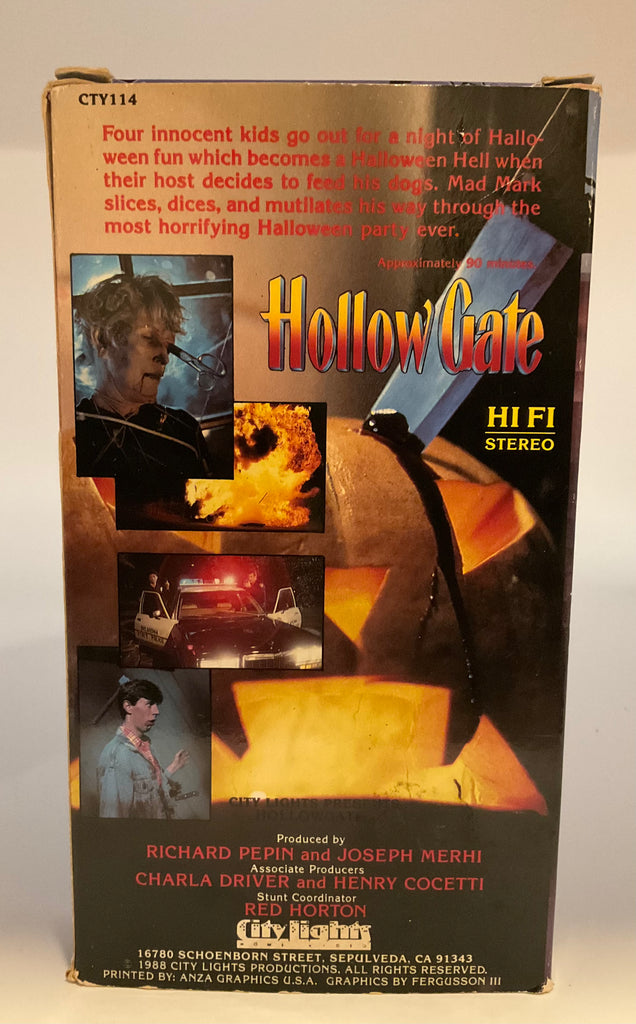 CTY114
Four innocent kids go out for a night of Hallo-
ween fun which becomes a Halloween Hell when
their host decides to feed his dogs. Mad Mark
slices, dices, and mutilates his way through the
most horrifying Halloween party ever.
Approximately 90 minutes.
Hollow Gate
HI FI
STEREO
CITY LIGHTS PRESENTS
HOLLOWGATE
Produced by
RICHARD PEPIN and JOSEPH MERHI
Associate Producers
CHARLA DRIVER and HENRY COCETTI
Stunt Coordinator
RED HORTON
City lights
HOME VIDEO
16780 SCHOENBORN STREET, SEPULVEDA, CA 91343
1988 CITY LIGHTS PRODUCTIONS. ALL RIGHTS RESERVED.
PRINTED BY: ANZA GRAPHICS U.S.A. GRAPHICS BY FERGUSSON III